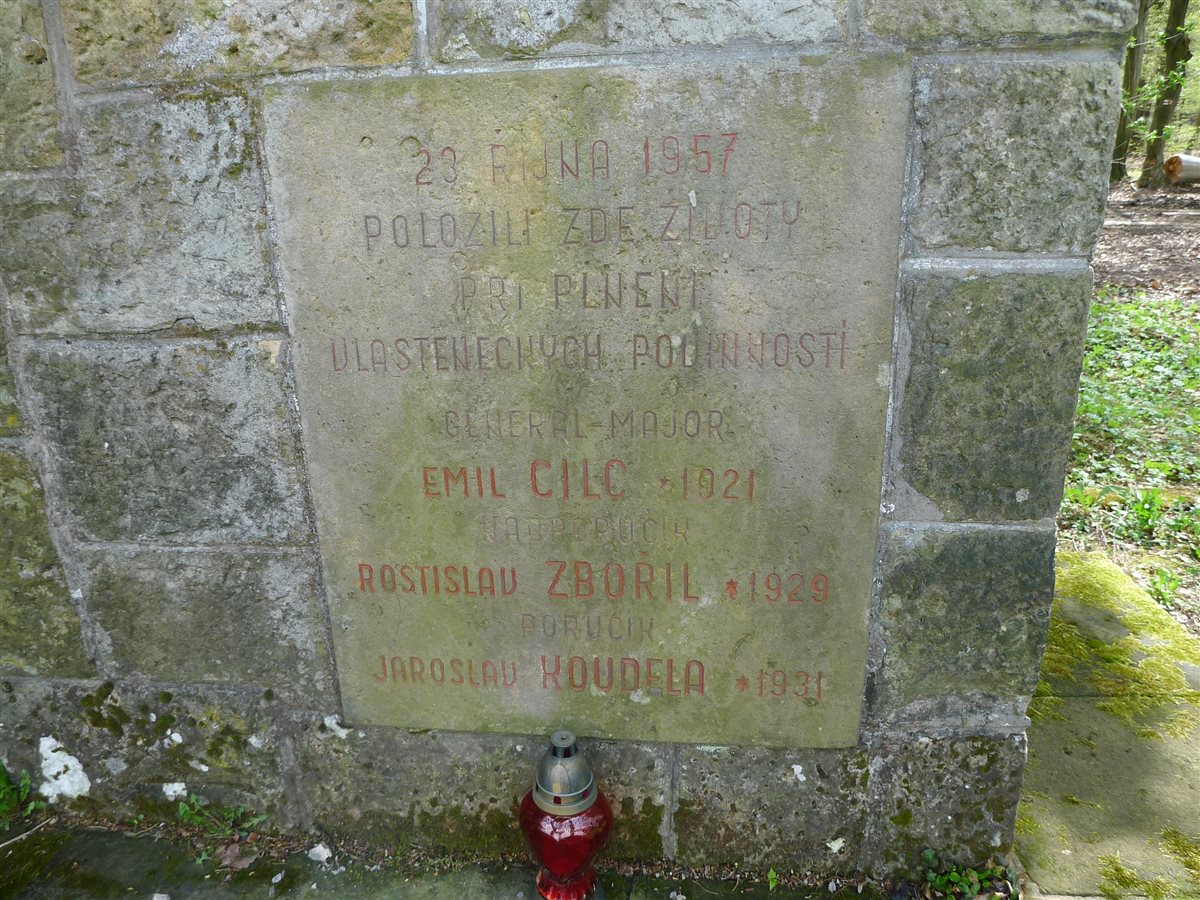 23 ŘÍJNA 1957
POLOŽILI ZDE ŽIVOTY
PŘI PLNĚNÍ
VLASTENECKÝCH POVINNOSTÍ
GENERÁL-MAJOR
EMIL CILC *1921
NADPORUČÍK
ROSTISLAV ZBOŘIL *1929
PORUČÍK
JAROSLAV KOUDELA *1931